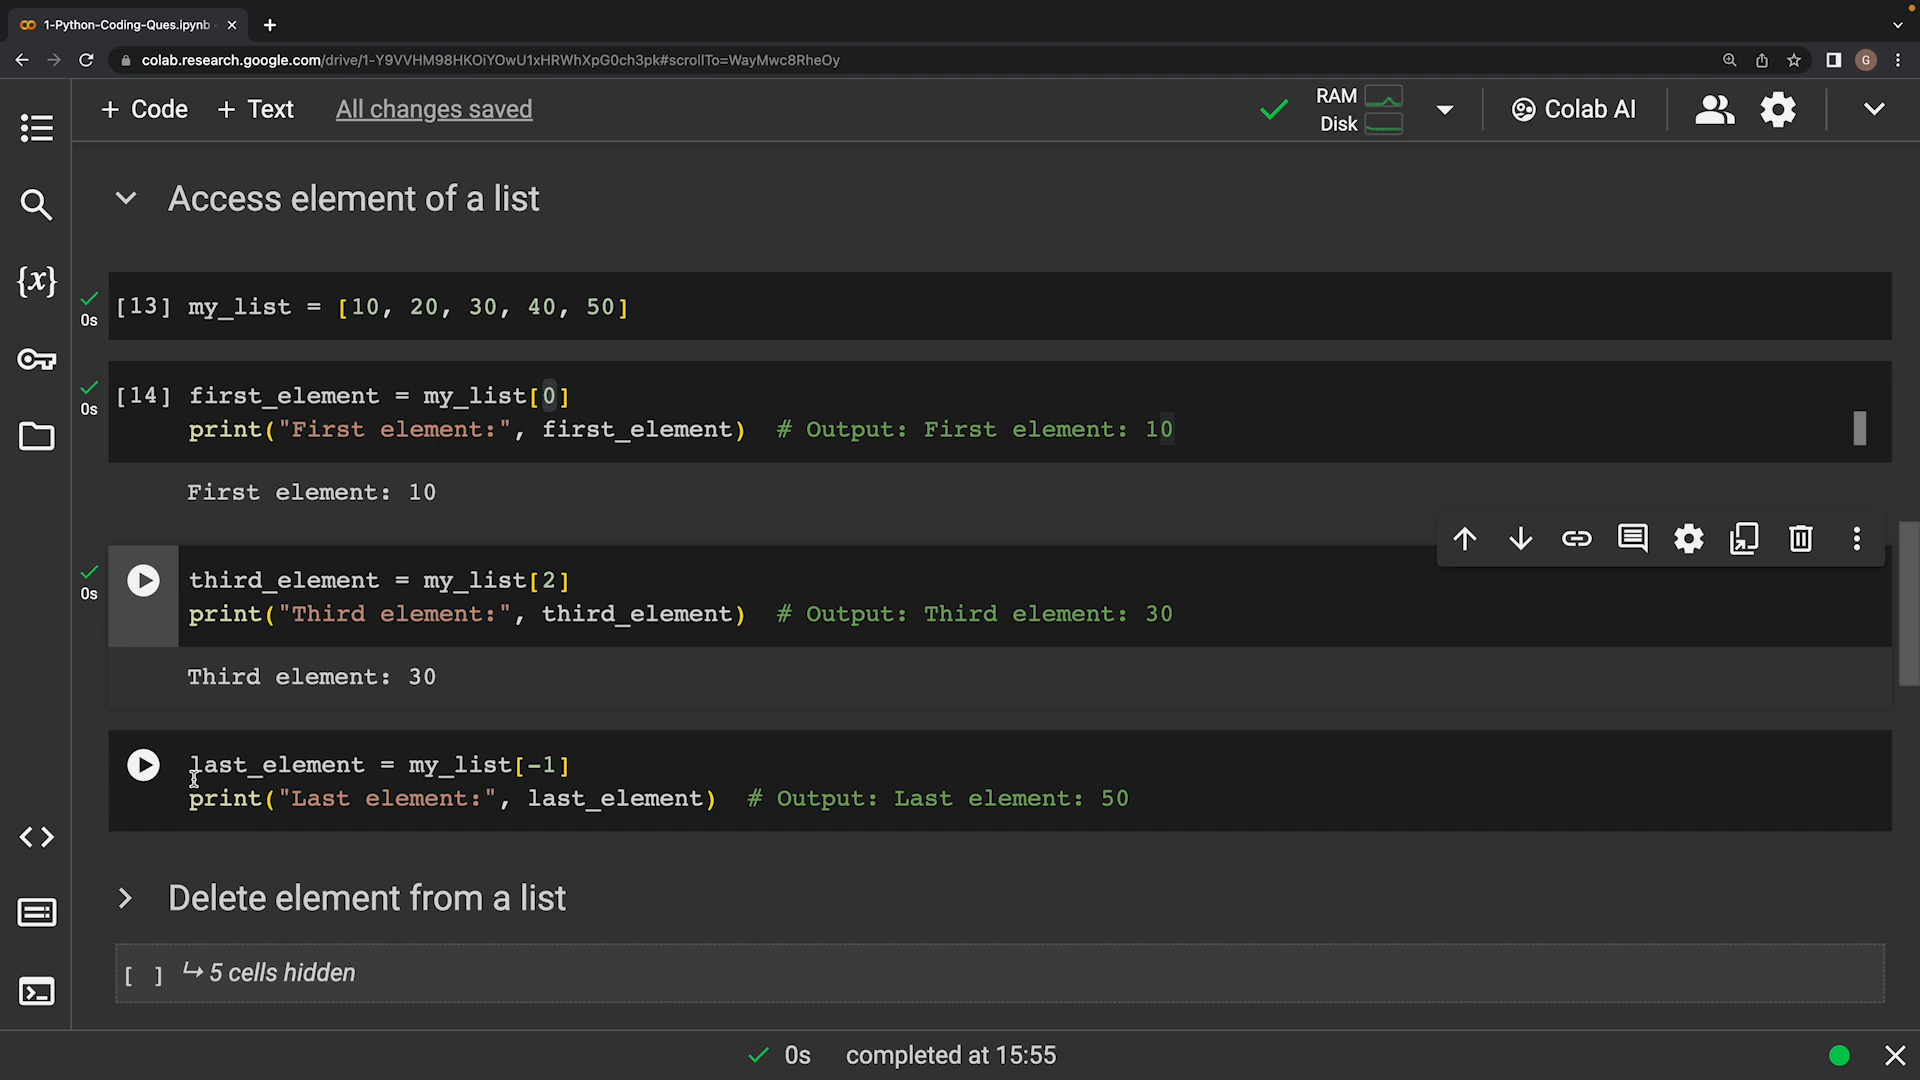 1-Python-Coding-Ques.ipynb
colab.research.google.com/drive/1-Y9VVHM98HKOiYOwU1xHRWhXpG0ch3pk#scrollTo=WayMwc8RheOy
G
+ Code + Text All changes saved
RAM
Disk
Colab AI
Access element of a list
{x}
0s
[13] my_list = [10, 20, 30, 40, 50]
[14] first_element = my_list[0]
0s
print("First element:", first_element) # Output: First element: 10
First element: 10
third_element = my_list[2]
0s
print("Third element:", third_element) # Output: Third element: 30
Third element: 30
last_element = my_list[-1]
print("Last element:", last_element) # Output: Last element: 50
Delete element from a list
[ ] ↳ 5 cells hidden
0s completed at 15:55